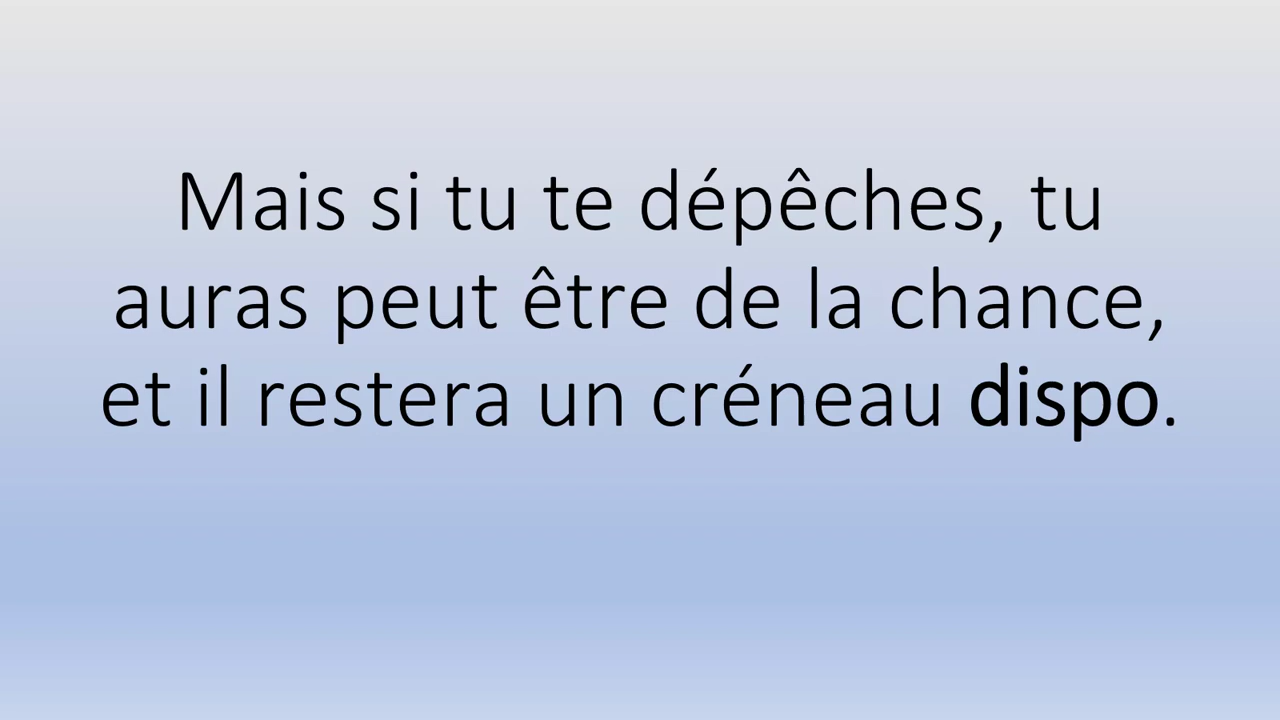 Mais si tu te dépêches, tu
auras peut être de la chance,
et il restera un créneau dispo.